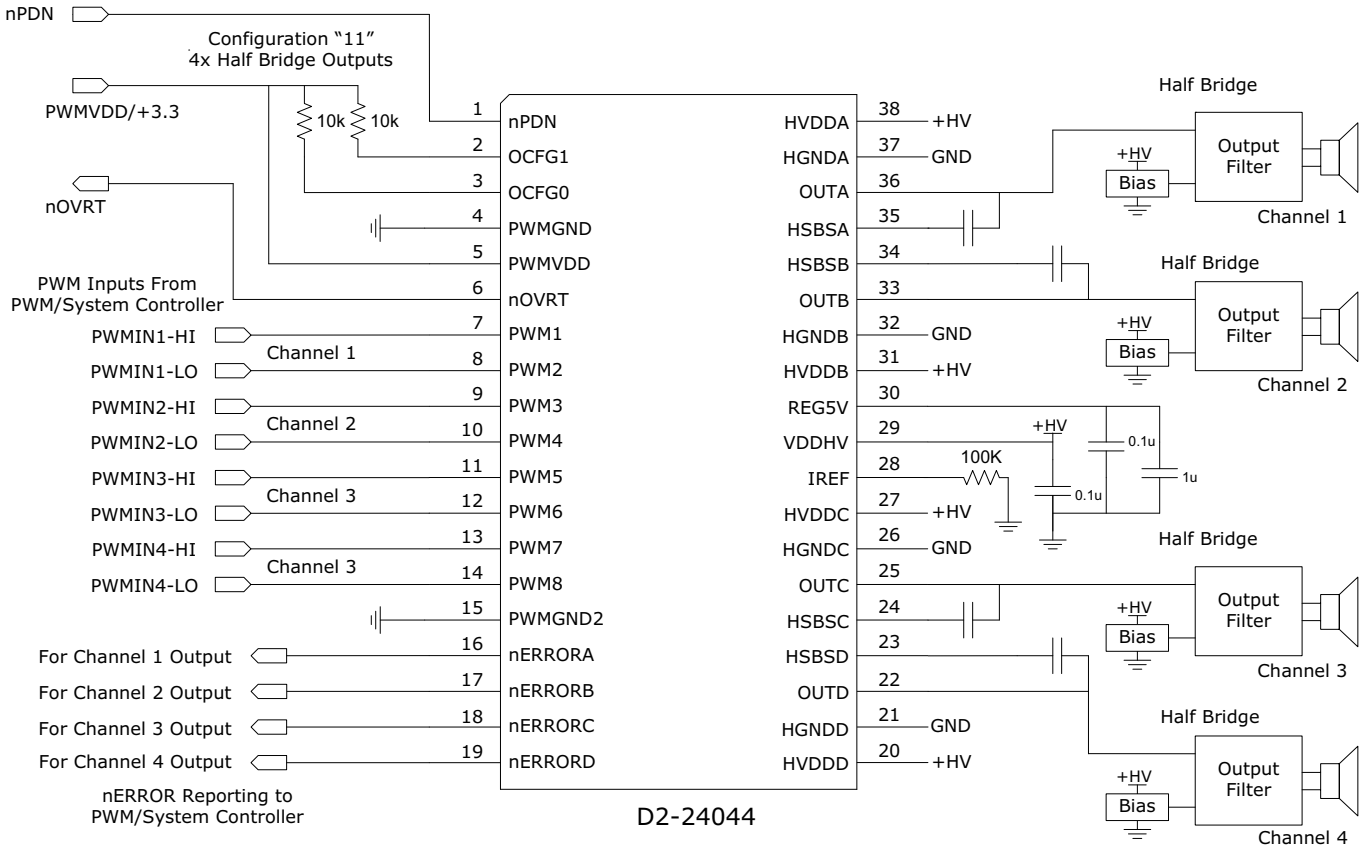 nPDN
Configuration “11”
4x Half Bridge Outputs
PWMVDD/+3.3
10k
10k
nOVRT
PWM Inputs From
PWM/System Controller
PWMIN1-HI
Channel 1
PWMIN1-LO
PWMIN2-HI
Channel 2
PWMIN2-LO
PWMIN3-HI
Channel 3
PWMIN3-LO
PWMIN4-HI
Channel 3
PWMIN4-LO
For Channel 1 Output
For Channel 2 Output
For Channel 3 Output
For Channel 4 Output
nERROR Reporting to
PWM/System Controller
1 nPDN
2 OCFG1
3 OCFG0
4 PWMGND
5 PWMVDD
6 nOVRT
7 PWM1
8 PWM2
9 PWM3
10 PWM4
11 PWM5
12 PWM6
13 PWM7
14 PWM8
15 PWMGND2
16 nERRORA
17 nERRORB
18 nERRORC
19 nERRORD
HVDDA 38 +HV
HGNDA 37 GND
OUTA 36
HSBSA 35
HSBSB 34
OUTB 33
HGNDB 32 GND
HVDDB 31 +HV
REG5V 30
VDDHV 29
IREF 28
HVDDC 27 +HV
HGNDC 26 GND
OUTC 25
HSBSC 24
HSBSD 23
OUTD 22
HGNDD 21 GND
HVDDD 20 +HV
D2-24044
100K
+HV
0.1u
0.1u
1u
Half Bridge
+HV
Bias
Output
Filter
Channel 1
Half Bridge
+HV
Bias
Output
Filter
Channel 2
Half Bridge
+HV
Bias
Output
Filter
Channel 3
Half Bridge
+HV
Bias
Output
Filter
Channel 4